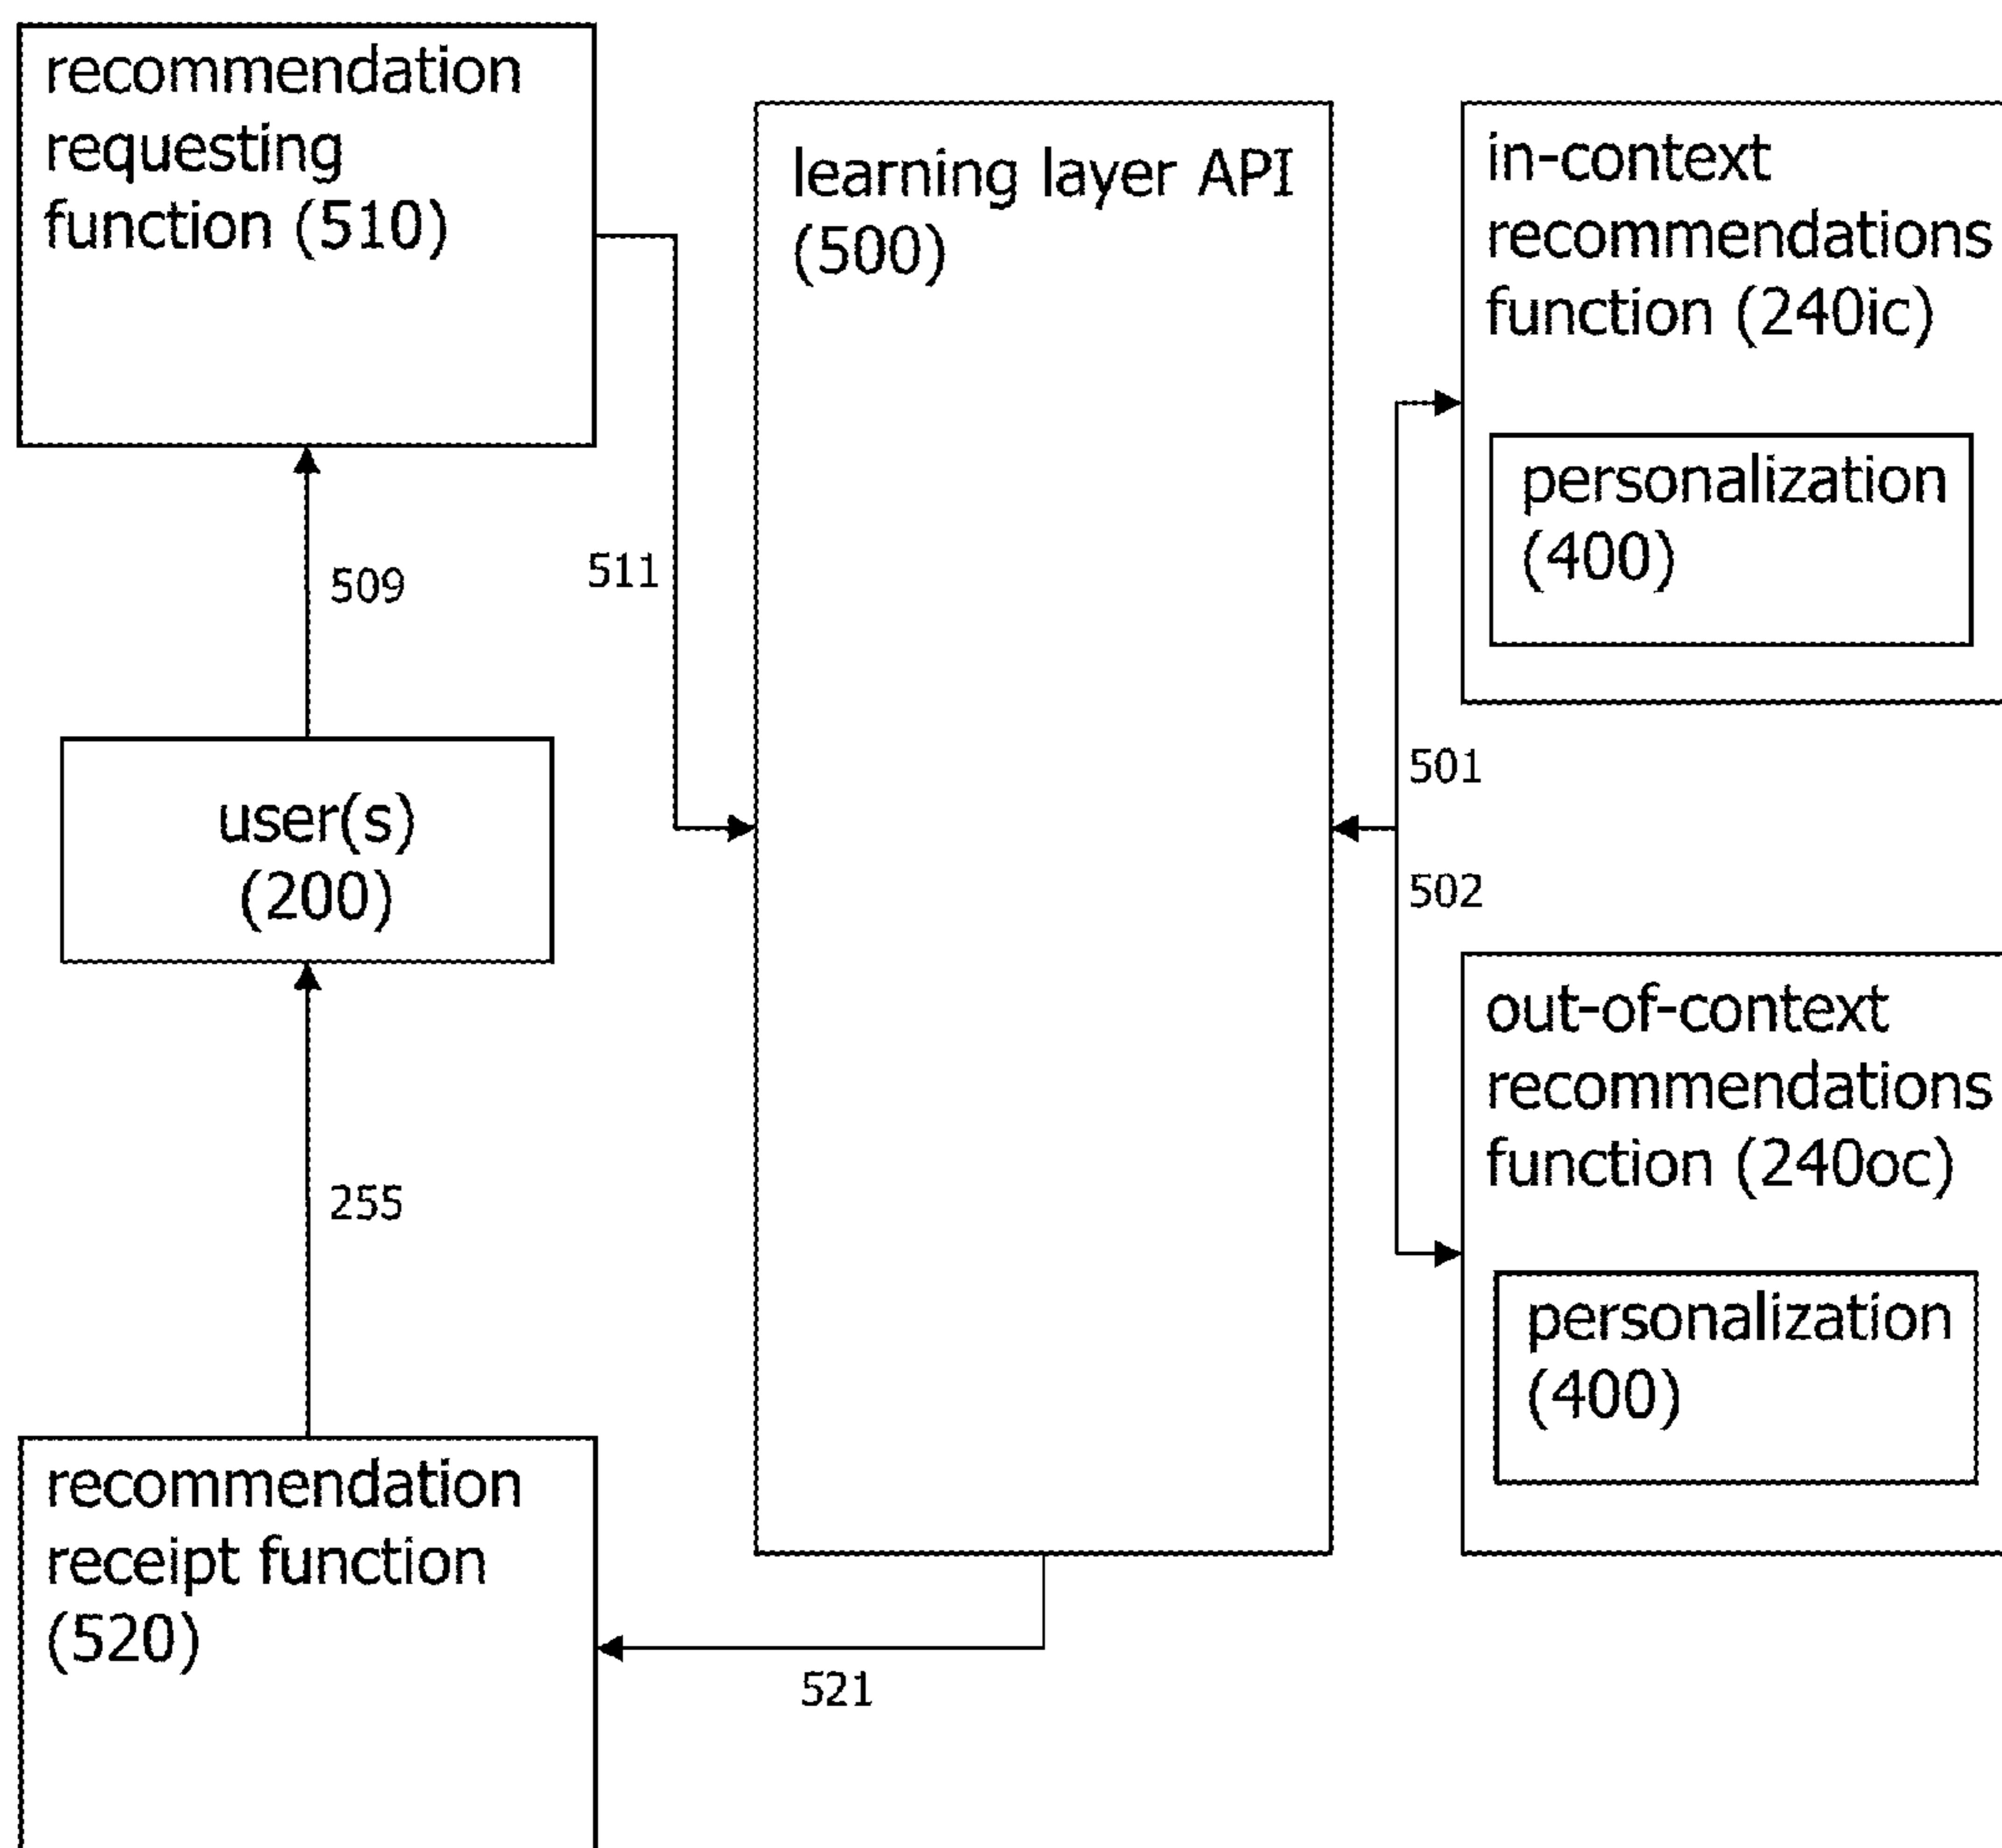 recommendation
requesting
function (510)
learning layer API
(500)
in-context
recommendations
function (240ic)
personalization
(400)
509
511
user(s)
(200)
501
502
out-of-context
recommendations
function (240oc)
personalization
(400)
255
recommendation
receipt function
(520)
521